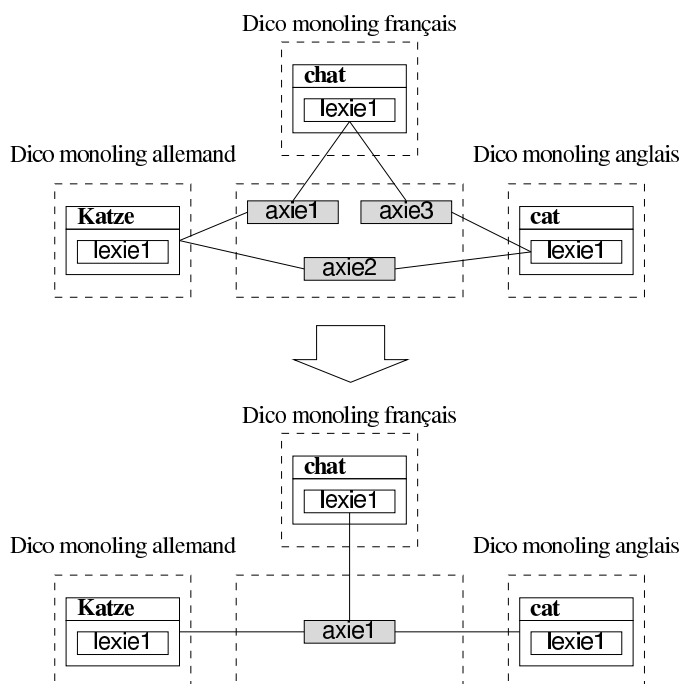 Dico monoling français
chat
lexie1
Dico monoling allemand
Dico monoling anglais
Katze
lexie1
axie1
axie3
cat
lexie1
axie2
Dico monoling français
chat
lexie1
Dico monoling allemand
Dico monoling anglais
Katze
lexie1
axie1
cat
lexie1